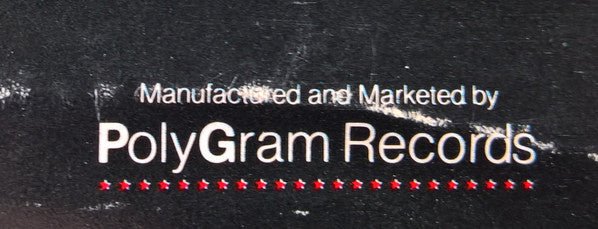 Manufactured and Marketed by
PolyGram Records